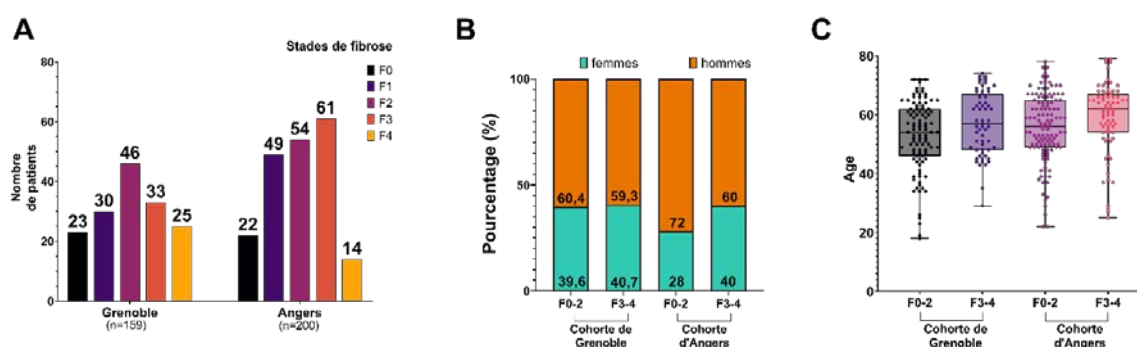 A
Stades de fibrose
F0
F1
F2
F3
F4
Nombre
de patients
80
60
40
20
0
23
30
46
33
25
22
49
54
61
14
Grenoble
(n=159)
Angers
(n=200)
B
femmes
hommes
Pourcentage (%)
100
50
0
60,4
59,3
72
60
39,6
40,7
28
40
F0-2
F3-4
F0-2
F3-4
Cohorte de
Grenoble
Cohorte
d'Angers
C
Age
80
60
40
20
0
F0-2
F3-4
F0-2
F3-4
Cohorte de
Grenoble
Cohorte
d'Angers